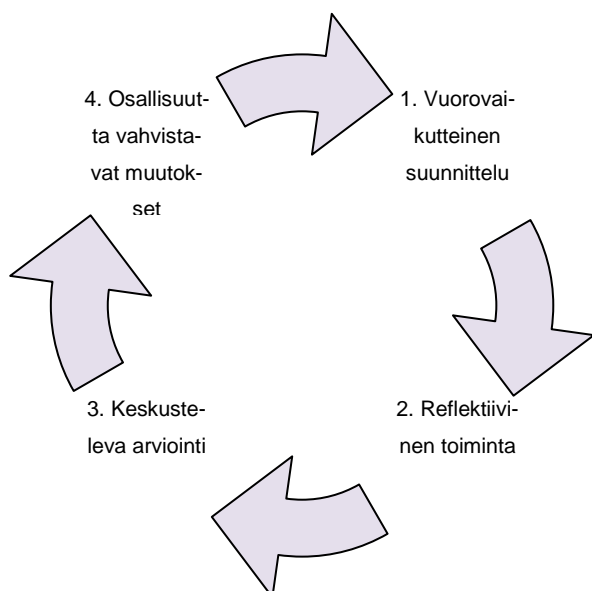 1. Vuorovai-
kutteinen
suunnittelu
2. Reflektiivi-
nen toiminta
3. Keskuste-
leva arviointi
4. Osallisuut-
ta vahvista-
vat muutok-
set